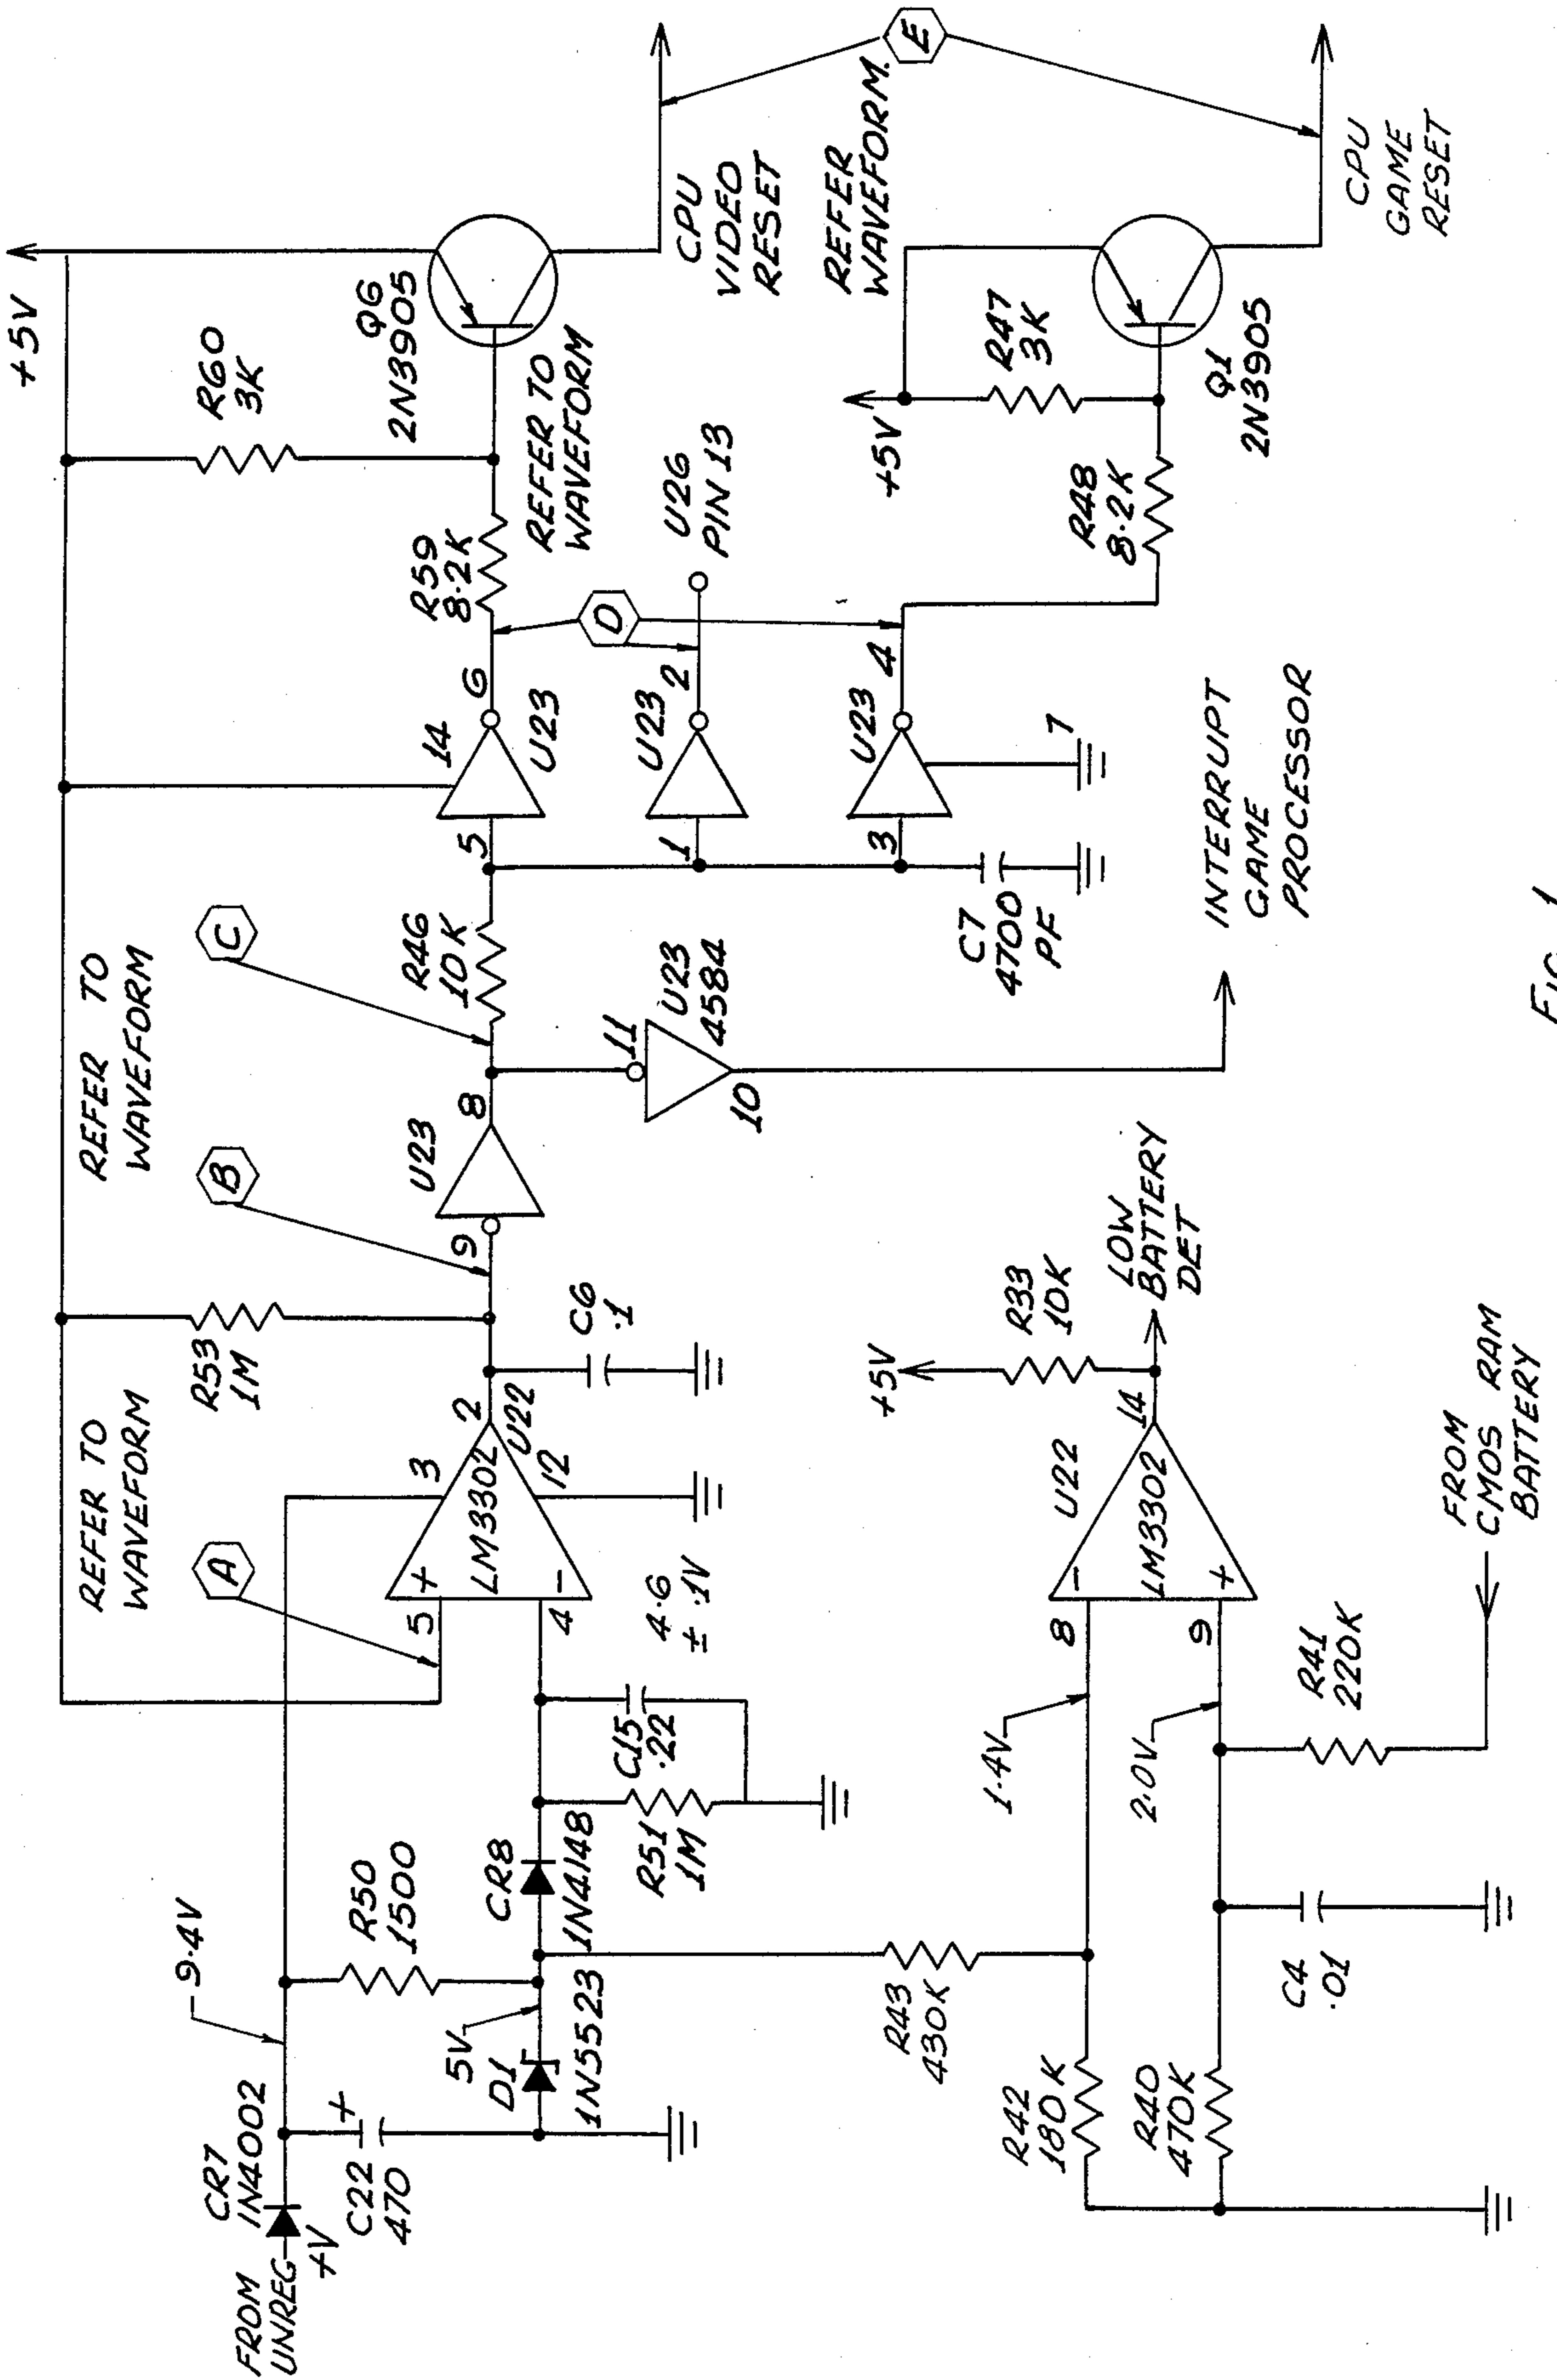 FROM
UNREG
+V
CR7
1N4002
9.4V
C22
470
+
R50
1500
5V
D1
1N5523
CR8
1N4148
R51
1M
C15
.22
4.6
± .1V
REFER TO
WAVEFORM
A
5
+
4
-
3
LM3302
12
2
U22
R53
1M
C6
.1
REFER TO
WAVEFORM
B
9
U23
8
C
R46
10K
11
U23
4584
10
INTERRUPT
GAME
PROCESSOR
5
14
U23
6
1
U23
2
3
U23
4
7
C7
4700
PF
D
U26
PIN 13
R59
8.2K
REFER TO
WAVEFORM
R60
3K
+5V
Q6
2N3905
CPU
VIDEO
RESET
REFER
WAVEFORM.
E
+5V
R47
3K
R48
8.2K
Q1
2N3905
CPU
GAME
RESET
R43
430K
R42
180K
R40
470K
C4
.01
1.4V
2.0V
8
-
9
+
LM3302
U22
14
+5V
R33
10K
LOW
BATTERY
DET
R41
220K
FROM
CMOS RAM
BATTERY
FIG. 1